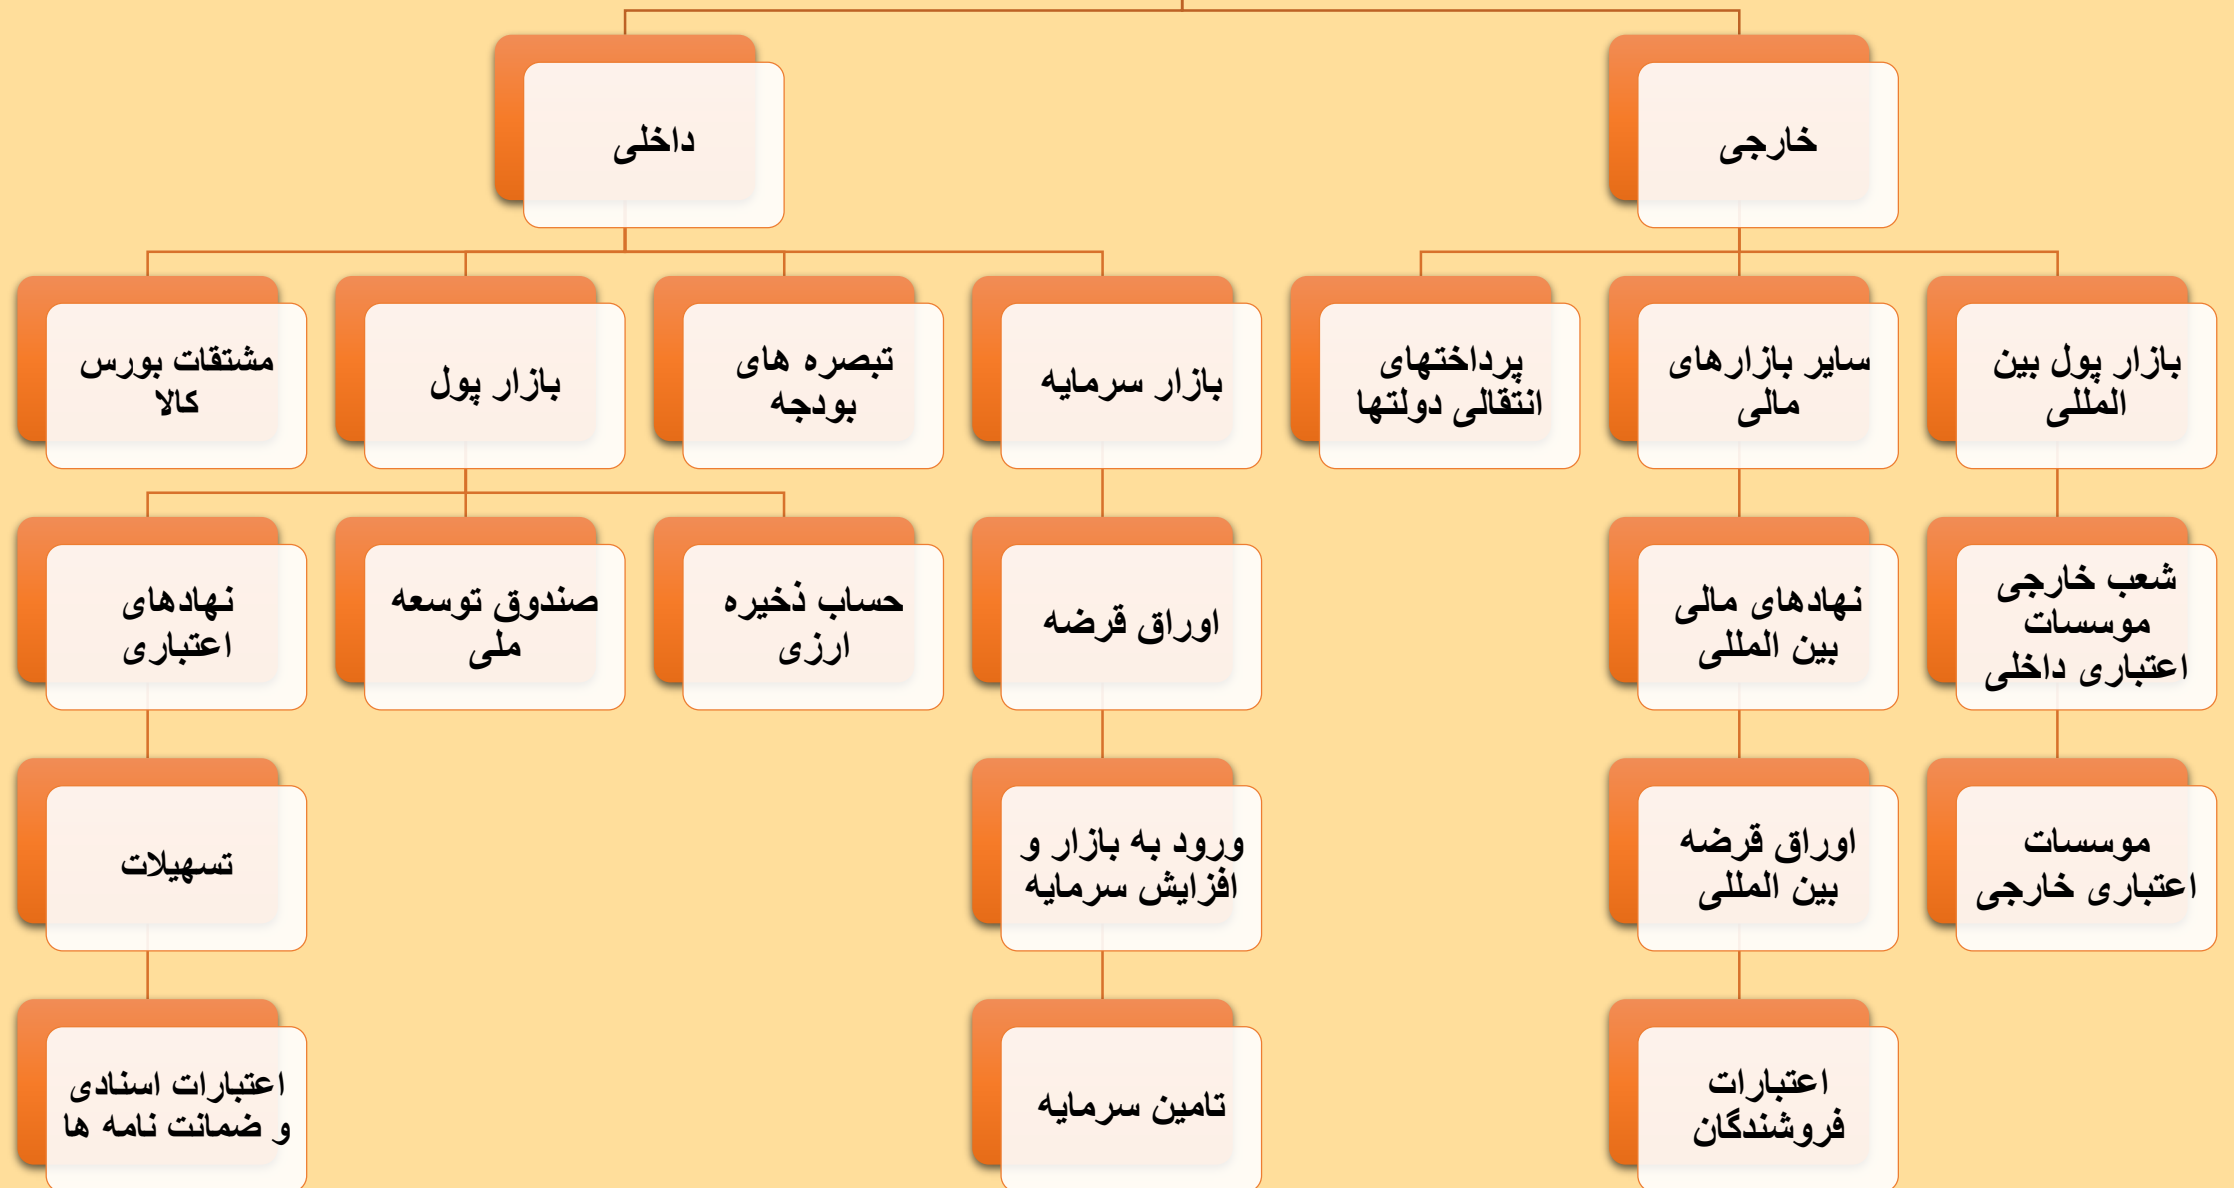 خارجی
داخلی
بازار پول بین
المللی
سایر بازارهای
مالی
پرداختهای
انتقالی دولتها
بازار سرمایه
تبصره های
بودجه
بازار پول
مشتقات بورس
کالا
شعب خارجی
موسسات
اعتباری داخلی
نهادهای مالی
بین المللی
اوراق قرضه
حساب ذخیره
ارزی
صندوق توسعه
ملی
نهادهای
اعتباری
موسسات
اعتباری خارجی
اوراق قرضه
بین المللی
ورود به بازار و
افزایش سرمایه
تسهیلات
اعتبارات
فروشندگان
تامین سرمایه
اعتبارات اسنادی
و ضمانت نامه ها